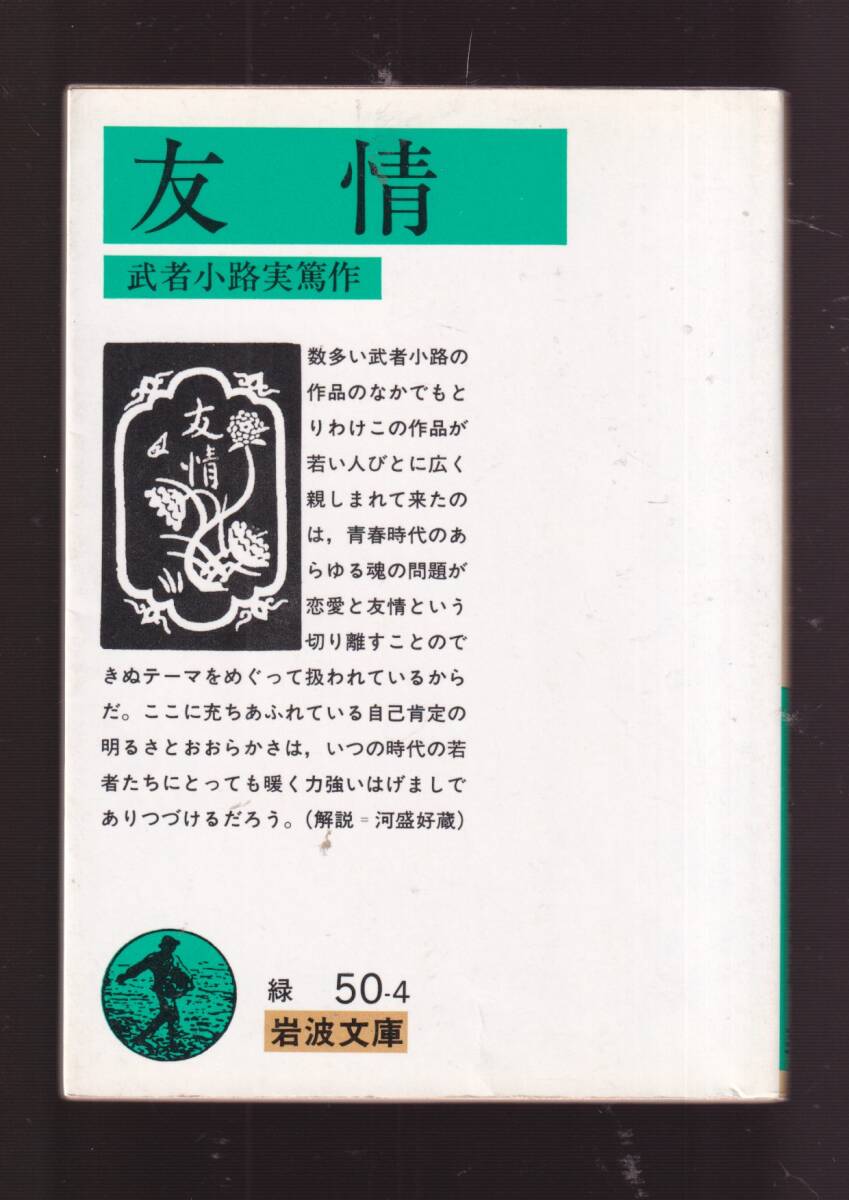 友情
武者小路実篤作
友情
数多い武者小路の
作品のなかでもと
りわけこの作品が
若い人びとに広く
親しまれて来たの
は，青春時代のあ
らゆる魂の問題が
恋愛と友情という
切り離すことので
きぬテーマをめぐって扱われているから
だ。ここに充ちあふれている自己肯定の
明るさとおおらかさは，いつの時代の若
者たちにとっても暖く力強いはげましで
ありつづけるだろう。（解説＝河盛好蔵）
緑 50-4
岩波文庫